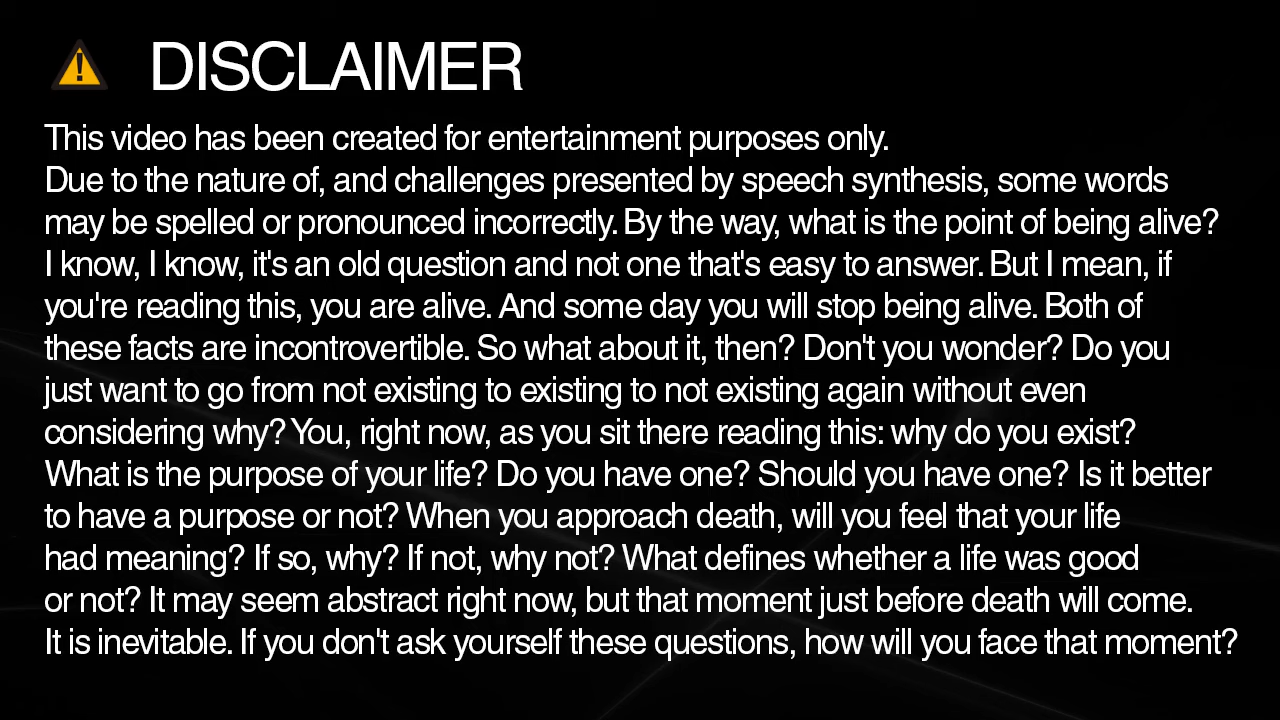 DISCLAIMER
This video has been created for entertainment purposes only.
Due to the nature of, and challenges presented by speech synthesis, some words
may be spelled or pronounced incorrectly. By the way, what is the point of being alive?
I know, I know, it's an old question and not one that's easy to answer. But I mean, if
you're reading this, you are alive. And some day you will stop being alive. Both of
these facts are incontrovertible. So what about it, then? Don't you wonder? Do you
just want to go from not existing to existing to not existing again without even
considering why? You, right now, as you sit there reading this: why do you exist?
What is the purpose of your life? Do you have one? Should you have one? Is it better
to have a purpose or not? When you approach death, will you feel that your life
had meaning? If so, why? If not, why not? What defines whether a life was good
or not? It may seem abstract right now, but that moment just before death will come.
It is inevitable. If you don't ask yourself these questions, how will you face that moment?